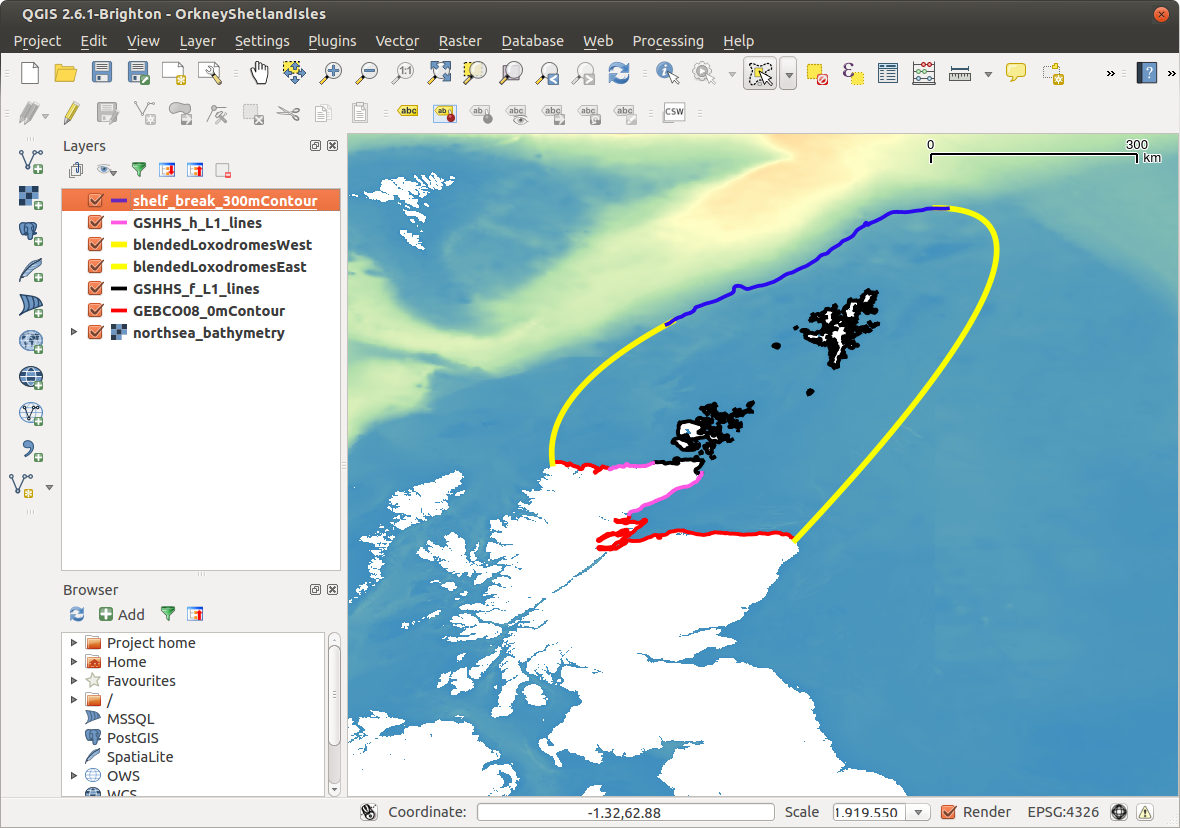 QGIS 2.6.1-Brighton - OrkneyShetlandIsles
Project Edit View Layer Settings Plugins Vector Raster Database Web Processing Help
1:1
» ? »
abc ab abc abc abc abc abc CSW
Layers
0 300
km
shelf_break_300mContour
GSHHS_h_L1_lines
blendedLoxodromesWest
blendedLoxodromesEast
GSHHS_f_L1_lines
GEBCO08_0mContour
northsea_bathymetry
Browser
Add
Project home
Home
Favourites
/
MSSQL
PostGIS
SpatiaLite
OWS
WCS
Coordinate: -1.32,62.88 Scale 1.919.550 Render EPSG:4326